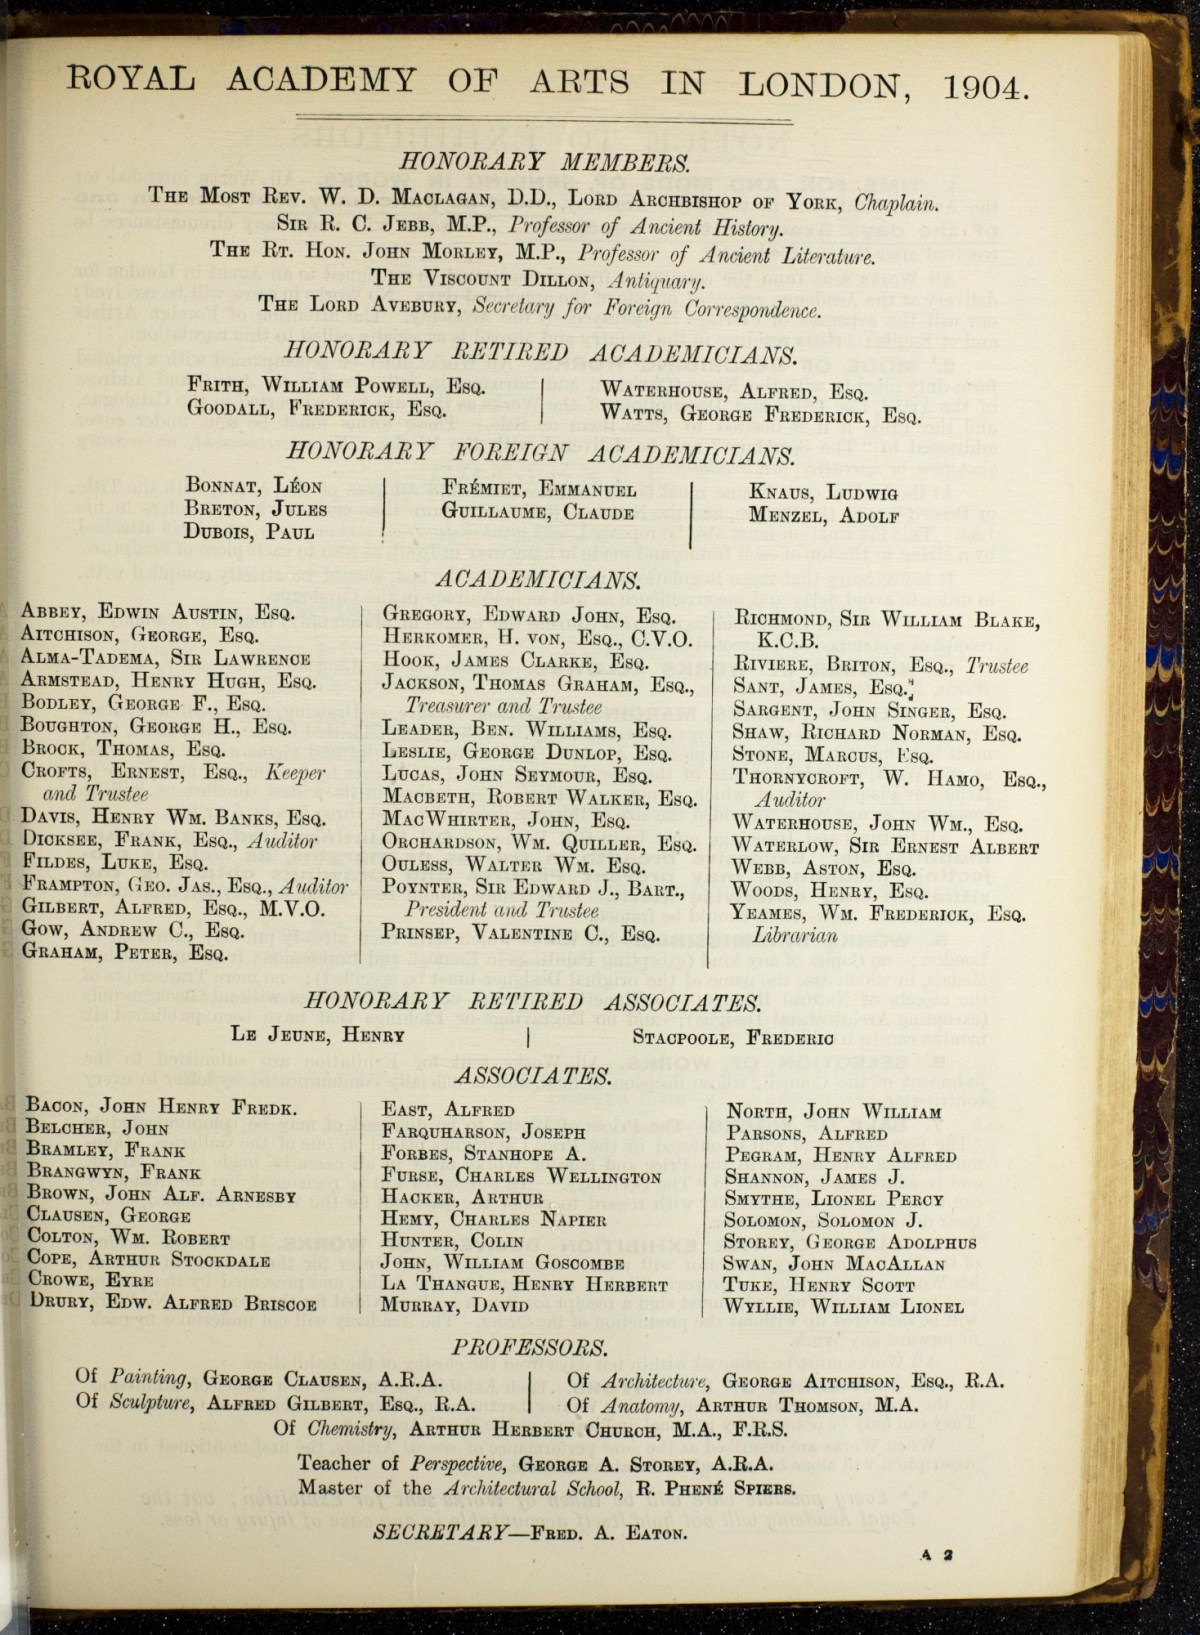 ROYAL ACADEMY OF ARTS IN LONDON, 1904.
HONORARY MEMBERS.
The Most Rev. W. D. Maclagan, D.D., Lord Archbishop of York, Chaplain.
Sir R. C. Jebb, M.P., Professor of Ancient History.
The Rt. Hon. John Morley, M.P., Professor of Ancient Literature.
The Viscount Dillon, Antiquary.
The Lord Avebury, Secretary for Foreign Correspondence.
HONORARY RETIRED ACADEMICIANS.
Frith, William Powell, Esq.
Goodall, Frederick, Esq.
Waterhouse, Alfred, Esq.
Watts, George Frederick, Esq.
HONORARY FOREIGN ACADEMICIANS.
Bonnat, Léon
Breton, Jules
Dubois, Paul
Frémiet, Emmanuel
Guillaume, Claude
Knaus, Ludwig
Menzel, Adolf
ACADEMICIANS.
Abbey, Edwin Austin, Esq.
Aitchison, George, Esq.
Alma-Tadema, Sir Lawrence
Armstead, Henry Hugh, Esq.
Bodley, George F., Esq.
Boughton, George H., Esq.
Brock, Thomas, Esq.
Crofts, Ernest, Esq., Keeper
and Trustee
Davis, Henry Wm. Banks, Esq.
Dicksee, Frank, Esq., Auditor
Fildes, Luke, Esq.
Frampton, Geo. Jas., Esq., Auditor
Gilbert, Alfred, Esq., M.V.O.
Gow, Andrew C., Esq.
Graham, Peter, Esq.
Gregory, Edward John, Esq.
Herkomer, H. von, Esq., C.V.O.
Hook, James Clarke, Esq.
Jackson, Thomas Graham, Esq.,
Treasurer and Trustee
Leader, Ben. Williams, Esq.
Leslie, George Dunlop, Esq.
Lucas, John Seymour, Esq.
Macbeth, Robert Walker, Esq.
MacWhirter, John, Esq.
Orchardson, Wm. Quiller, Esq.
Ouless, Walter Wm. Esq.
Poynter, Sir Edward J., Bart.,
President and Trustee
Prinsep, Valentine C., Esq.
Richmond, Sir William Blake,
K.C.B.
Riviere, Briton, Esq., Trustee
Sant, James, Esq.
Sargent, John Singer, Esq.
Shaw, Richard Norman, Esq.
Stone, Marcus, Esq.
Thornycroft, W. Hamo, Esq.,
Auditor
Waterhouse, John Wm., Esq.
Waterlow, Sir Ernest Albert
Webb, Aston, Esq.
Woods, Henry, Esq.
Yeames, Wm. Frederick, Esq.
Librarian
HONORARY RETIRED ASSOCIATES.
Le Jeune, Henry
Stacpoole, Frederic
ASSOCIATES.
Bacon, John Henry Fredk.
Belcher, John
Bramley, Frank
Brangwyn, Frank
Brown, John Alf. Arnesby
Clausen, George
Colton, Wm. Robert
Cope, Arthur Stockdale
Crowe, Eyre
Drury, Edw. Alfred Briscoe
East, Alfred
Farquharson, Joseph
Forbes, Stanhope A.
Furse, Charles Wellington
Hacker, Arthur
Hemy, Charles Napier
Hunter, Colin
John, William Goscombe
La Thangue, Henry Herbert
Murray, David
North, John William
Parsons, Alfred
Pegram, Henry Alfred
Shannon, James J.
Smythe, Lionel Percy
Solomon, Solomon J.
Storey, George Adolphus
Swan, John MacAllan
Tuke, Henry Scott
Wyllie, William Lionel
PROFESSORS.
Of Painting, George Clausen, A.R.A.
Of Sculpture, Alfred Gilbert, Esq., R.A.
Of Architecture, George Aitchison, Esq., R.A.
Of Anatomy, Arthur Thomson, M.A.
Of Chemistry, Arthur Herbert Church, M.A., F.R.S.
Teacher of Perspective, George A. Storey, A.R.A.
Master of the Architectural School, R. Phené Spiers.
SECRETARY—Fred. A. Eaton.
A 2